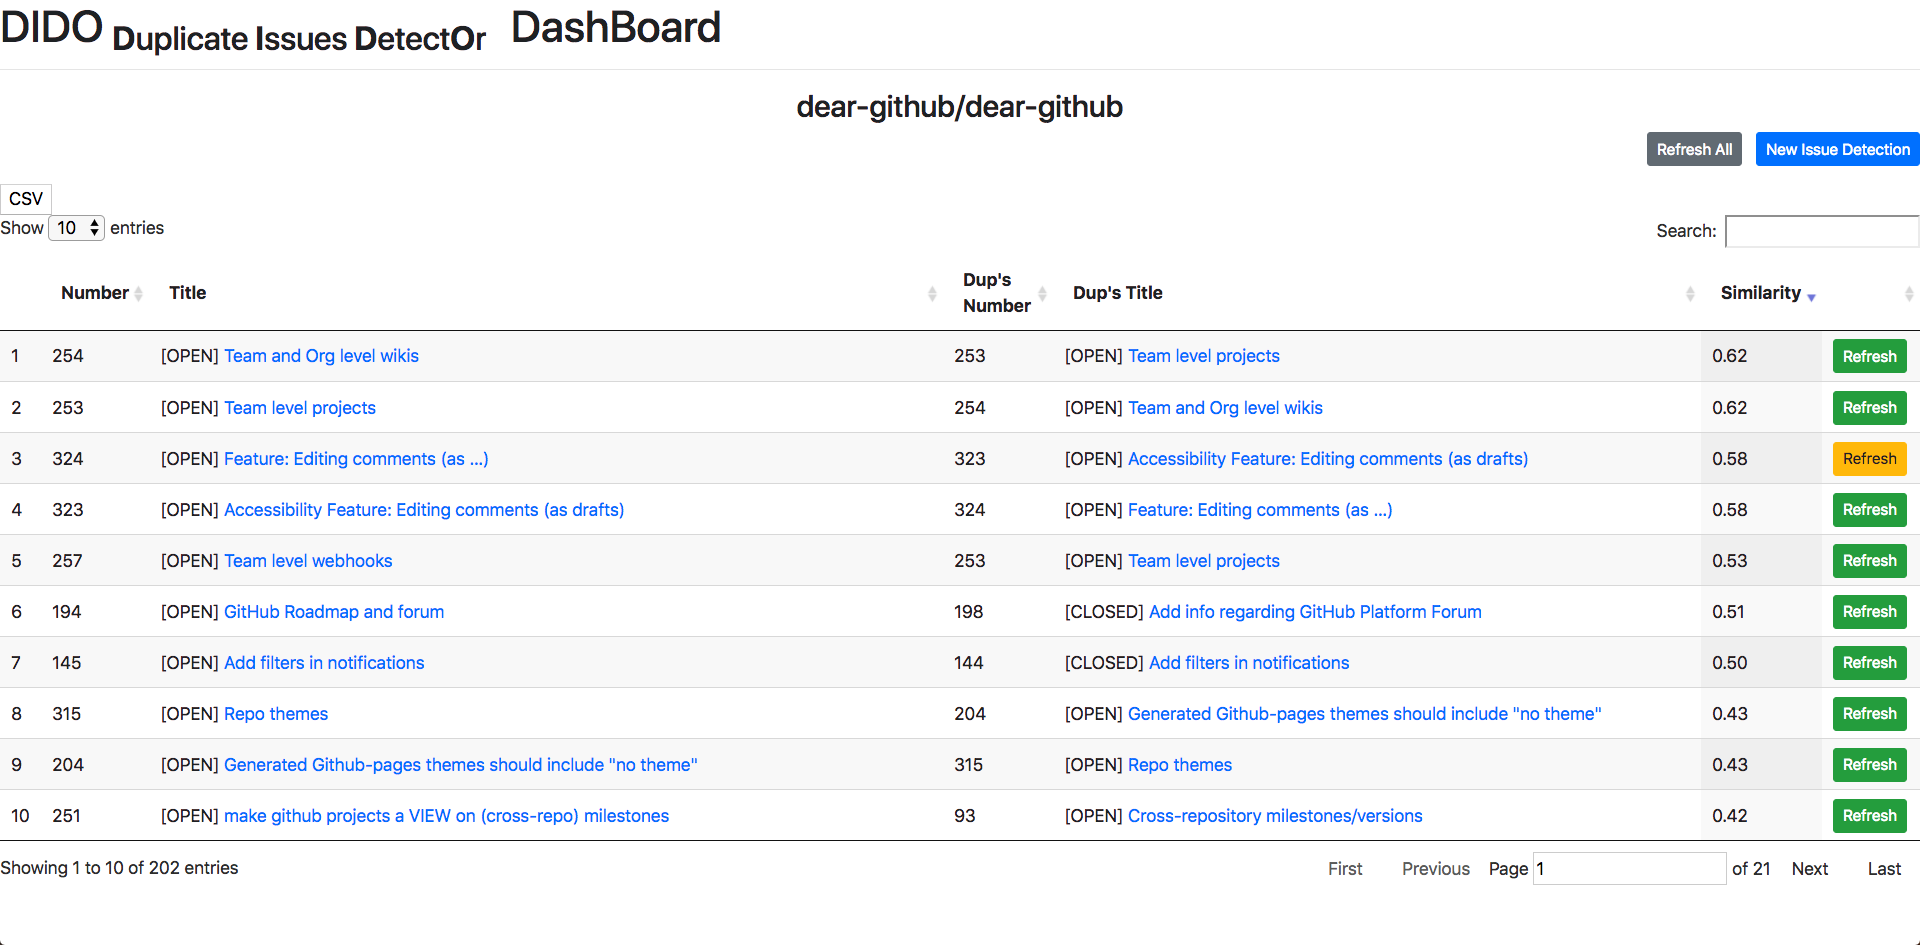 DIDO Duplicate Issues DetectOr DashBoard
dear-github/dear-github
Refresh All New Issue Detection
CSV
Show 10 entries Search:
Number Title Dup's Number Dup's Title Similarity
1 254 [OPEN] Team and Org level wikis 253 [OPEN] Team level projects 0.62 Refresh
2 253 [OPEN] Team level projects 254 [OPEN] Team and Org level wikis 0.62 Refresh
3 324 [OPEN] Feature: Editing comments (as ...) 323 [OPEN] Accessibility Feature: Editing comments (as drafts) 0.58 Refresh
4 323 [OPEN] Accessibility Feature: Editing comments (as drafts) 324 [OPEN] Feature: Editing comments (as ...) 0.58 Refresh
5 257 [OPEN] Team level webhooks 253 [OPEN] Team level projects 0.53 Refresh
6 194 [OPEN] GitHub Roadmap and forum 198 [CLOSED] Add info regarding GitHub Platform Forum 0.51 Refresh
7 145 [OPEN] Add filters in notifications 144 [CLOSED] Add filters in notifications 0.50 Refresh
8 315 [OPEN] Repo themes 204 [OPEN] Generated Github-pages themes should include "no theme" 0.43 Refresh
9 204 [OPEN] Generated Github-pages themes should include "no theme" 315 [OPEN] Repo themes 0.43 Refresh
10 251 [OPEN] make github projects a VIEW on (cross-repo) milestones 93 [OPEN] Cross-repository milestones/versions 0.42 Refresh
Showing 1 to 10 of 202 entries First Previous Page 1 of 21 Next Last